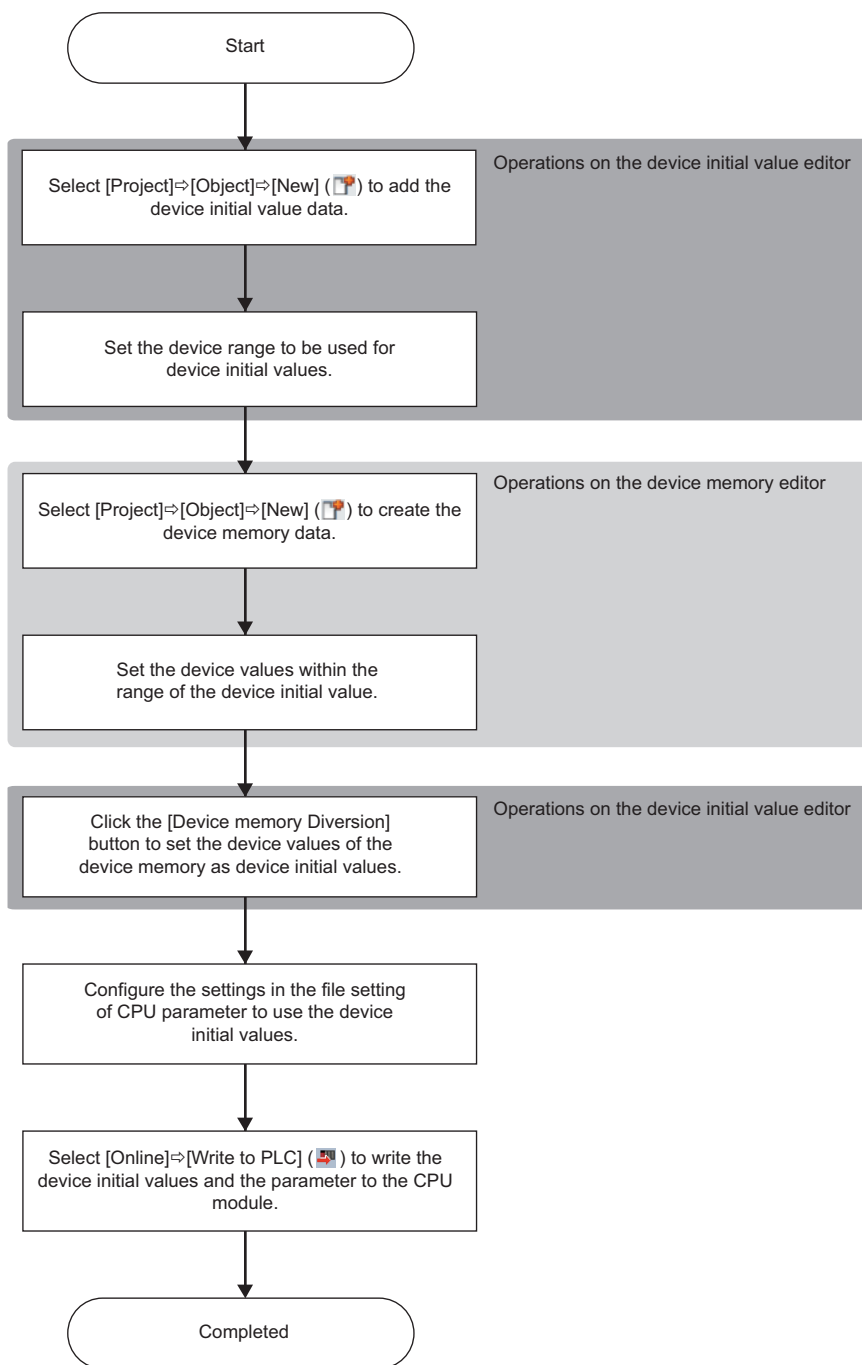 Start
Operations on the device initial value editor
Select [Project]⇨[Object]⇨[New] ( ) to add the
device initial value data.
Set the device range to be used for
device initial values.
Operations on the device memory editor
Select [Project]⇨[Object]⇨[New] ( ) to create the
device memory data.
Set the device values within the
range of the device initial value.
Operations on the device initial value editor
Click the [Device memory Diversion]
button to set the device values of the
device memory as device initial values.
Configure the settings in the file setting
of CPU parameter to use the device
initial values.
Select [Online]⇨[Write to PLC] ( ) to write the
device initial values and the parameter to the CPU
module.
Completed